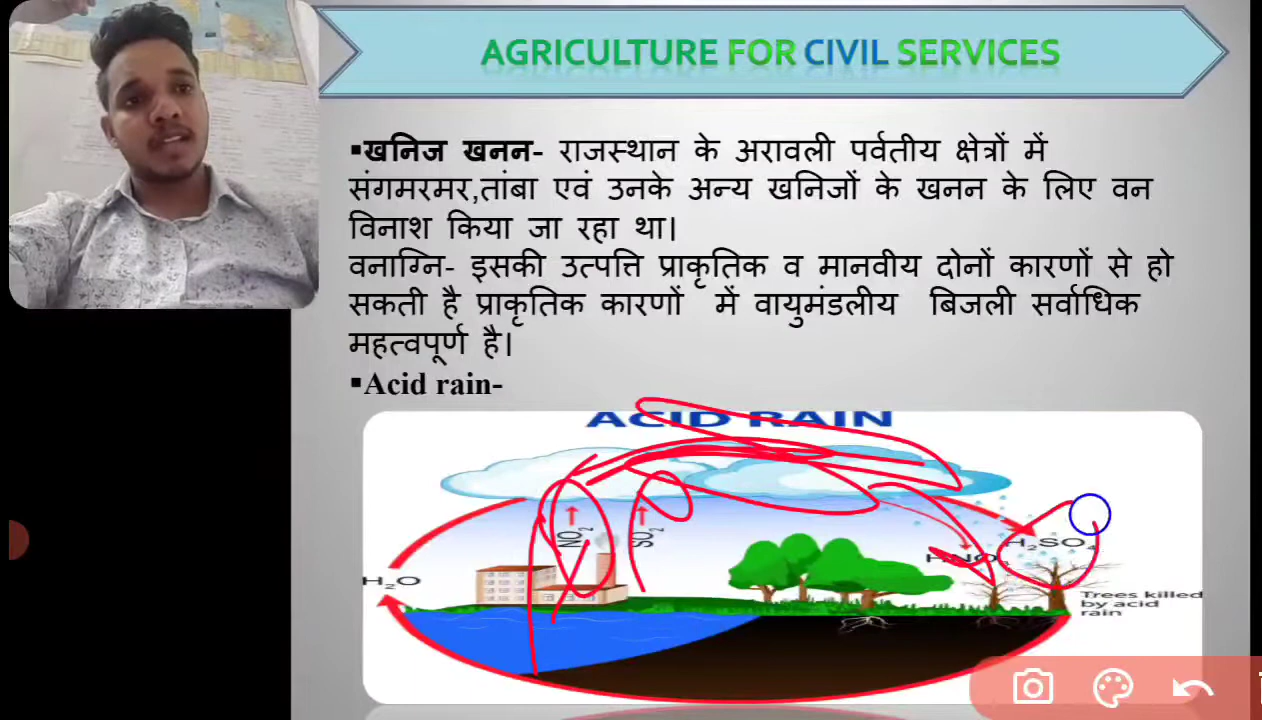 AGRICULTURE FOR CIVIL SERVICES
▪खनिज खनन- राजस्थान के अरावली पर्वतीय क्षेत्रों में
संगमरमर,तांबा एवं उनके अन्य खनिजों के खनन के लिए वन
विनाश किया जा रहा था।
वनाग्नि- इसकी उत्पत्ति प्राकृतिक व मानवीय दोनों कारणों से हो
सकती है प्राकृतिक कारणों में वायुमंडलीय बिजली सर्वाधिक
महत्वपूर्ण है।
▪Acid rain-
ACID RAIN
NO2
SO2
H2SO4
H2O
Trees killed
by acid
rain